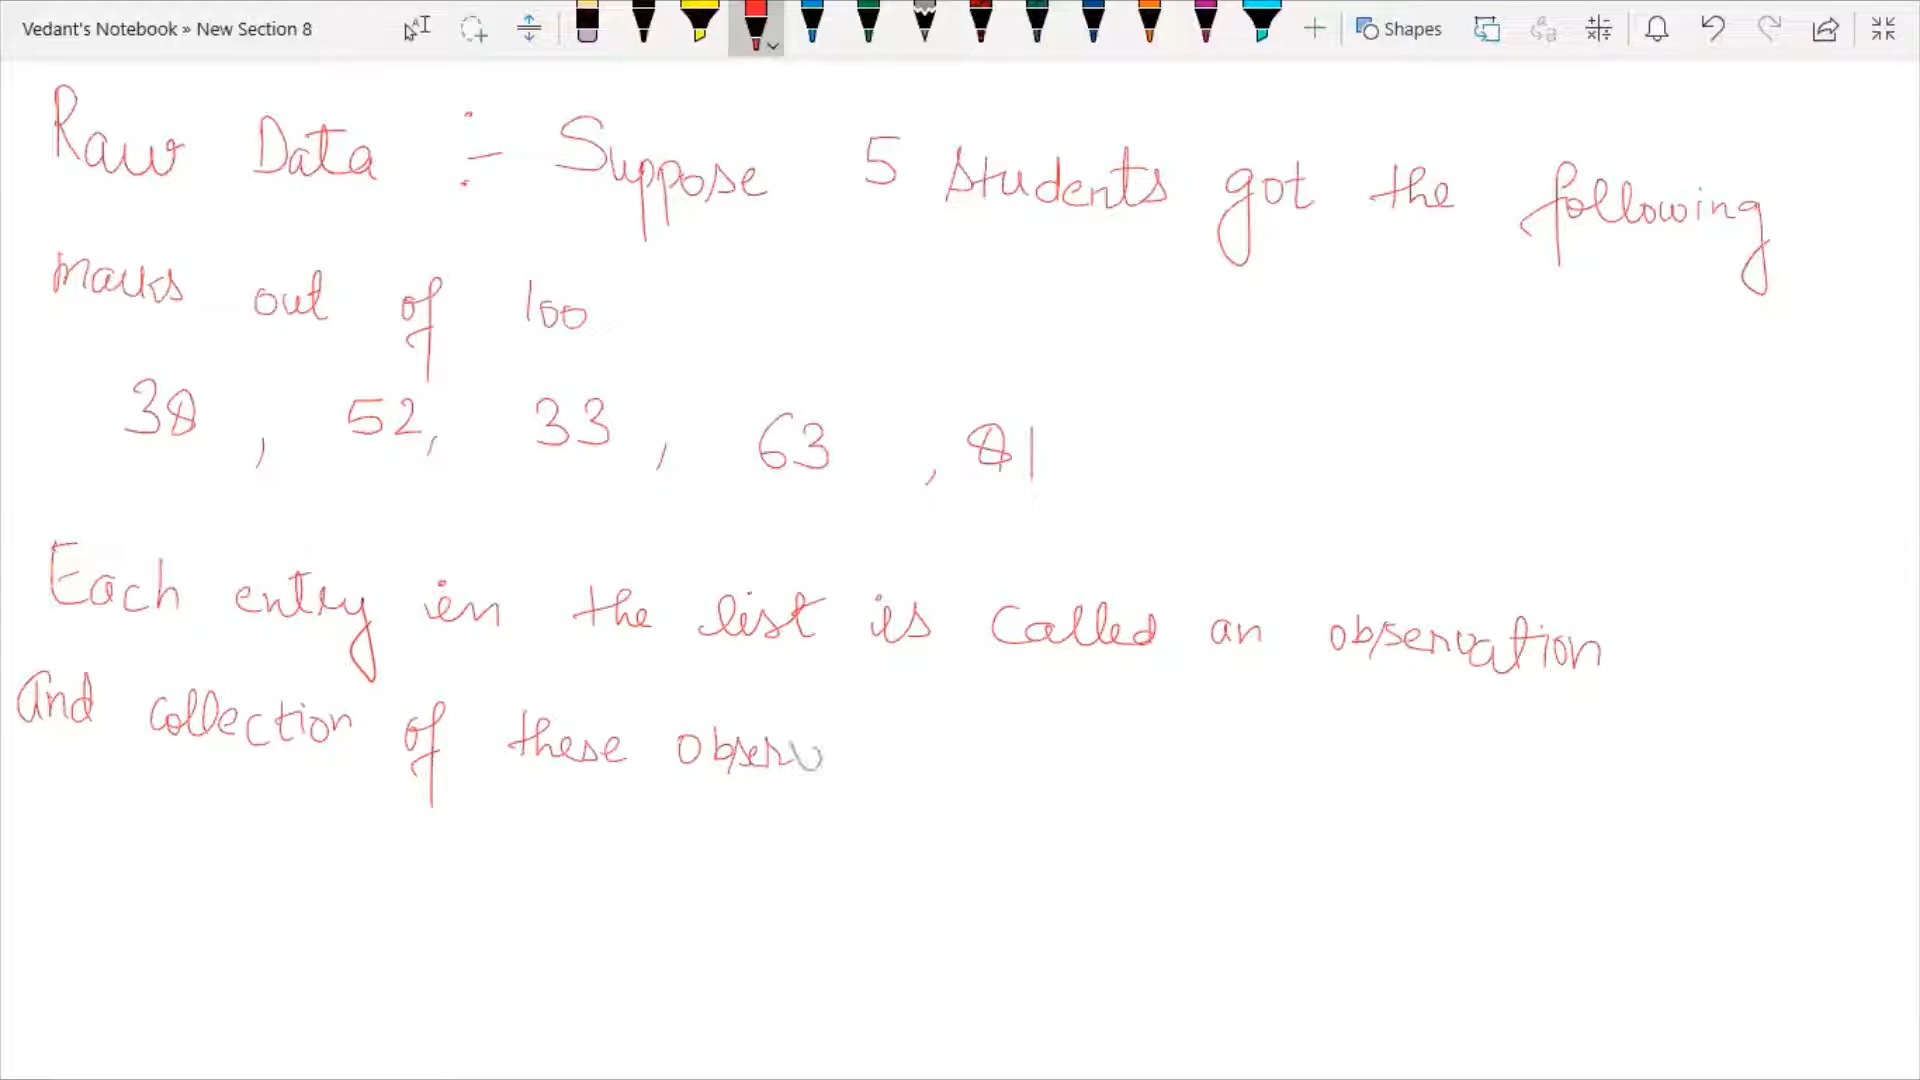 Vedant's Notebook » New Section 8
Shapes
Raw Data :- Suppose 5 students got the following
marks out of 100
38 , 52, 33 , 63 , 81
Each entry in the list is called an observation
And collection of these observ